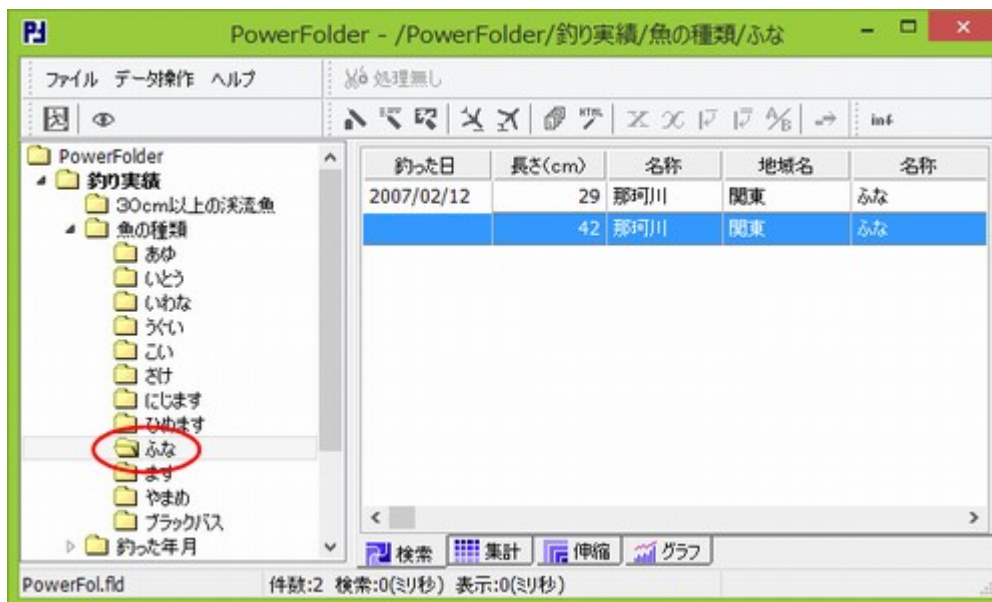 PowerFolder - /PowerFolder/釣り実績/魚の種類/ふな
ファイル データ操作 ヘルプ 処理無し
HTML A/B inf
PowerFolder
釣り実績
30cm以上の渓流魚
魚の種類
あゆ
いとう
いわな
うぐい
こい
さけ
にじます
ひめます
ふな
ます
やまめ
ブラックバス
釣った年月
釣った日 長さ(cm) 名称 地域名 名称
2007/02/12 29 那珂川 関東 ふな
42 那珂川 関東 ふな
検索 集計 伸縮 グラフ
PowerFol.fld 件数:2 検索:0(ミリ秒) 表示:0(ミリ秒)